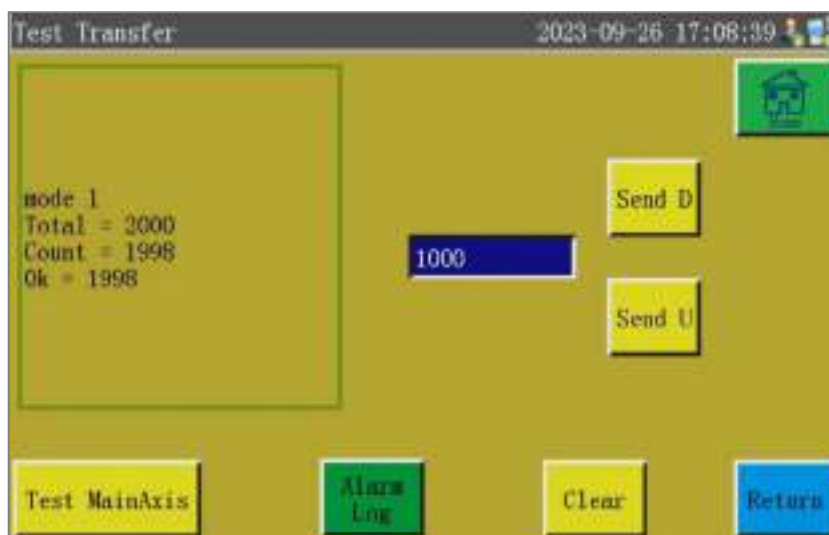 Test Transfer 2023-09-26 17:08:39
mode 1
Total = 2000
Count = 1998
Ok = 1998
1000
Send D
Send U
Test MainAxis
Alarm
Log
Clear
Return